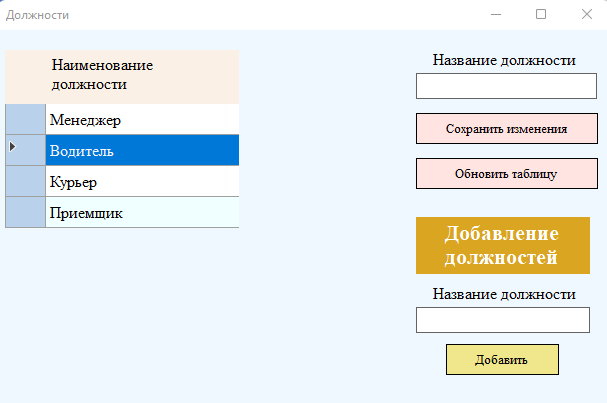 Должности
Наименование
должности
Менеджер
Водитель
Курьер
Приемщик
Название должности
Сохранить изменения
Обновить таблицу
Добавление
должностей
Название должности
Добавить